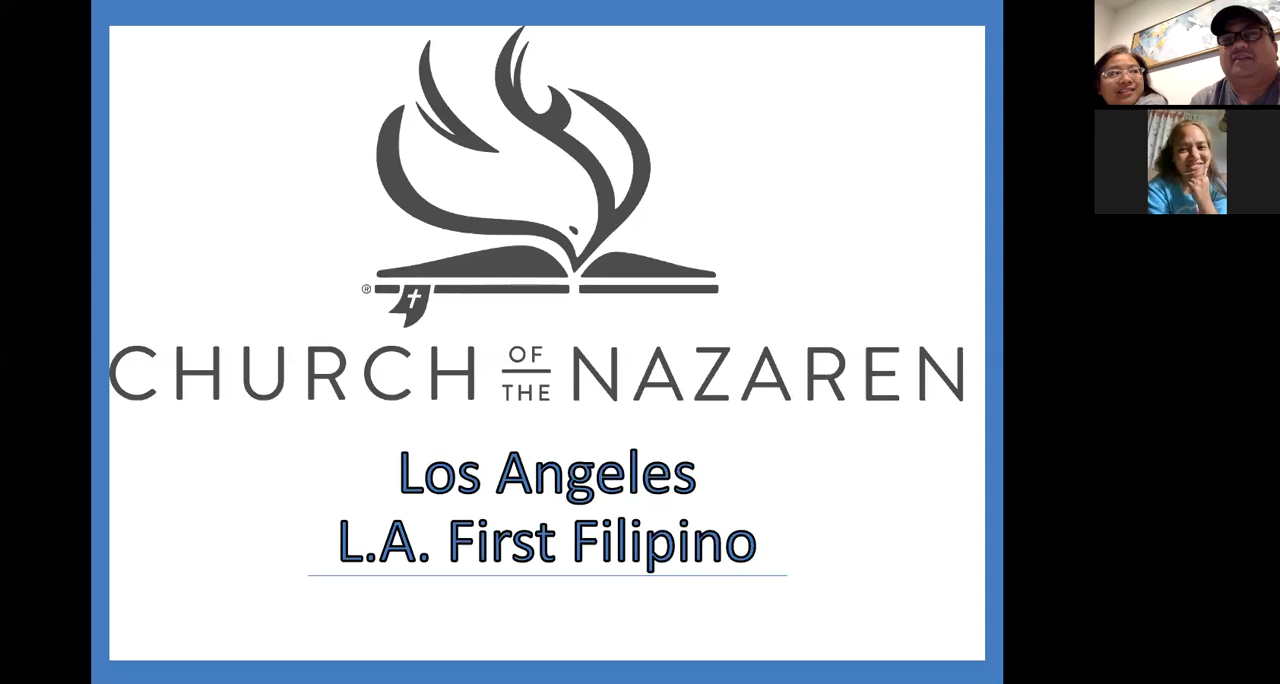 ®
CHURCH OF THE NAZAREN
Los Angeles
L.A. First Filipino